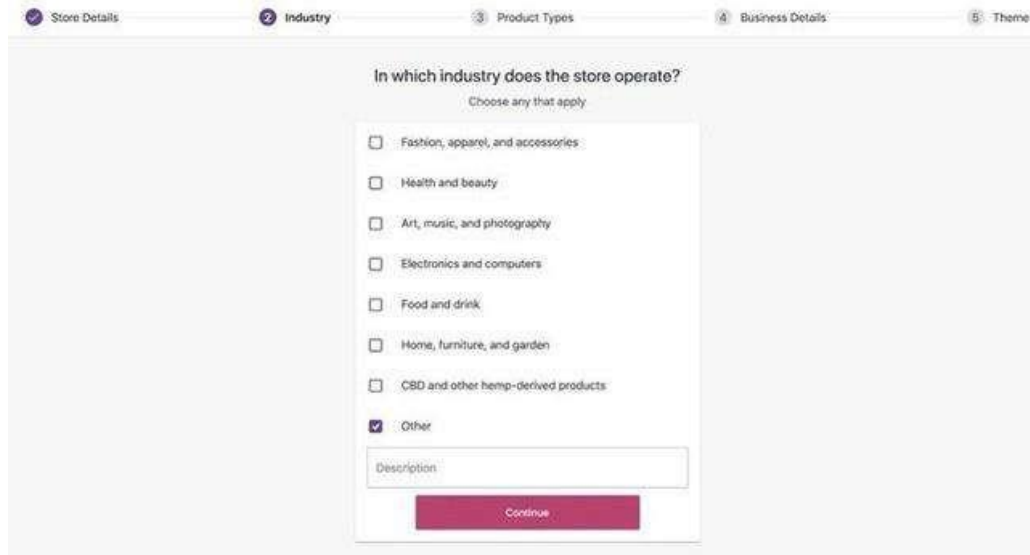 Store Details
2 Industry
3 Product Types
4 Business Details
5 Theme
In which industry does the store operate?
Choose any that apply
Fashion, apparel, and accessories
Health and beauty
Art, music, and photography
Electronics and computers
Food and drink
Home, furniture, and garden
CBD and other hemp-derived products
Other
Description
Continue